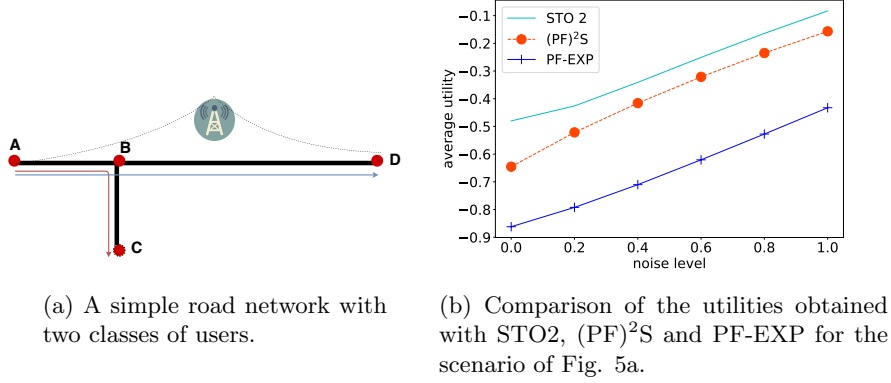 A
B
D
C
(a) A simple road network with
two classes of users.
STO 2
(PF)²S
PF-EXP
average utility
−0.1
−0.2
−0.3
−0.4
−0.5
−0.6
−0.7
−0.8
−0.9
0.0 0.2 0.4 0.6 0.8 1.0
noise level
(b) Comparison of the utilities obtained
with STO2, (PF)²S and PF-EXP for the
scenario of Fig. 5a.